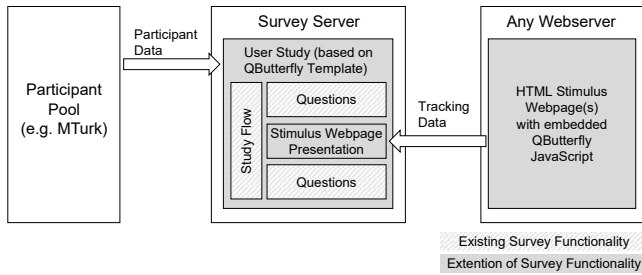 Survey Server
Any Webserver
Participant
Data
User Study (based on
QButterfly Template)
Participant
Pool
(e.g. MTurk)
Study Flow
Questions
Stimulus Webpage
Presentation
Questions
Tracking
Data
HTML Stimulus
Webpage(s)
with embedded
QButterfly
JavaScript
Existing Survey Functionality
Extention of Survey Functionality